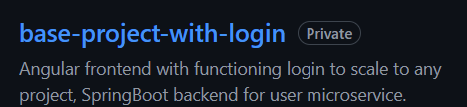 base-project-with-login Private
Angular frontend with functioning login to scale to any
project, SpringBoot backend for user microservice.